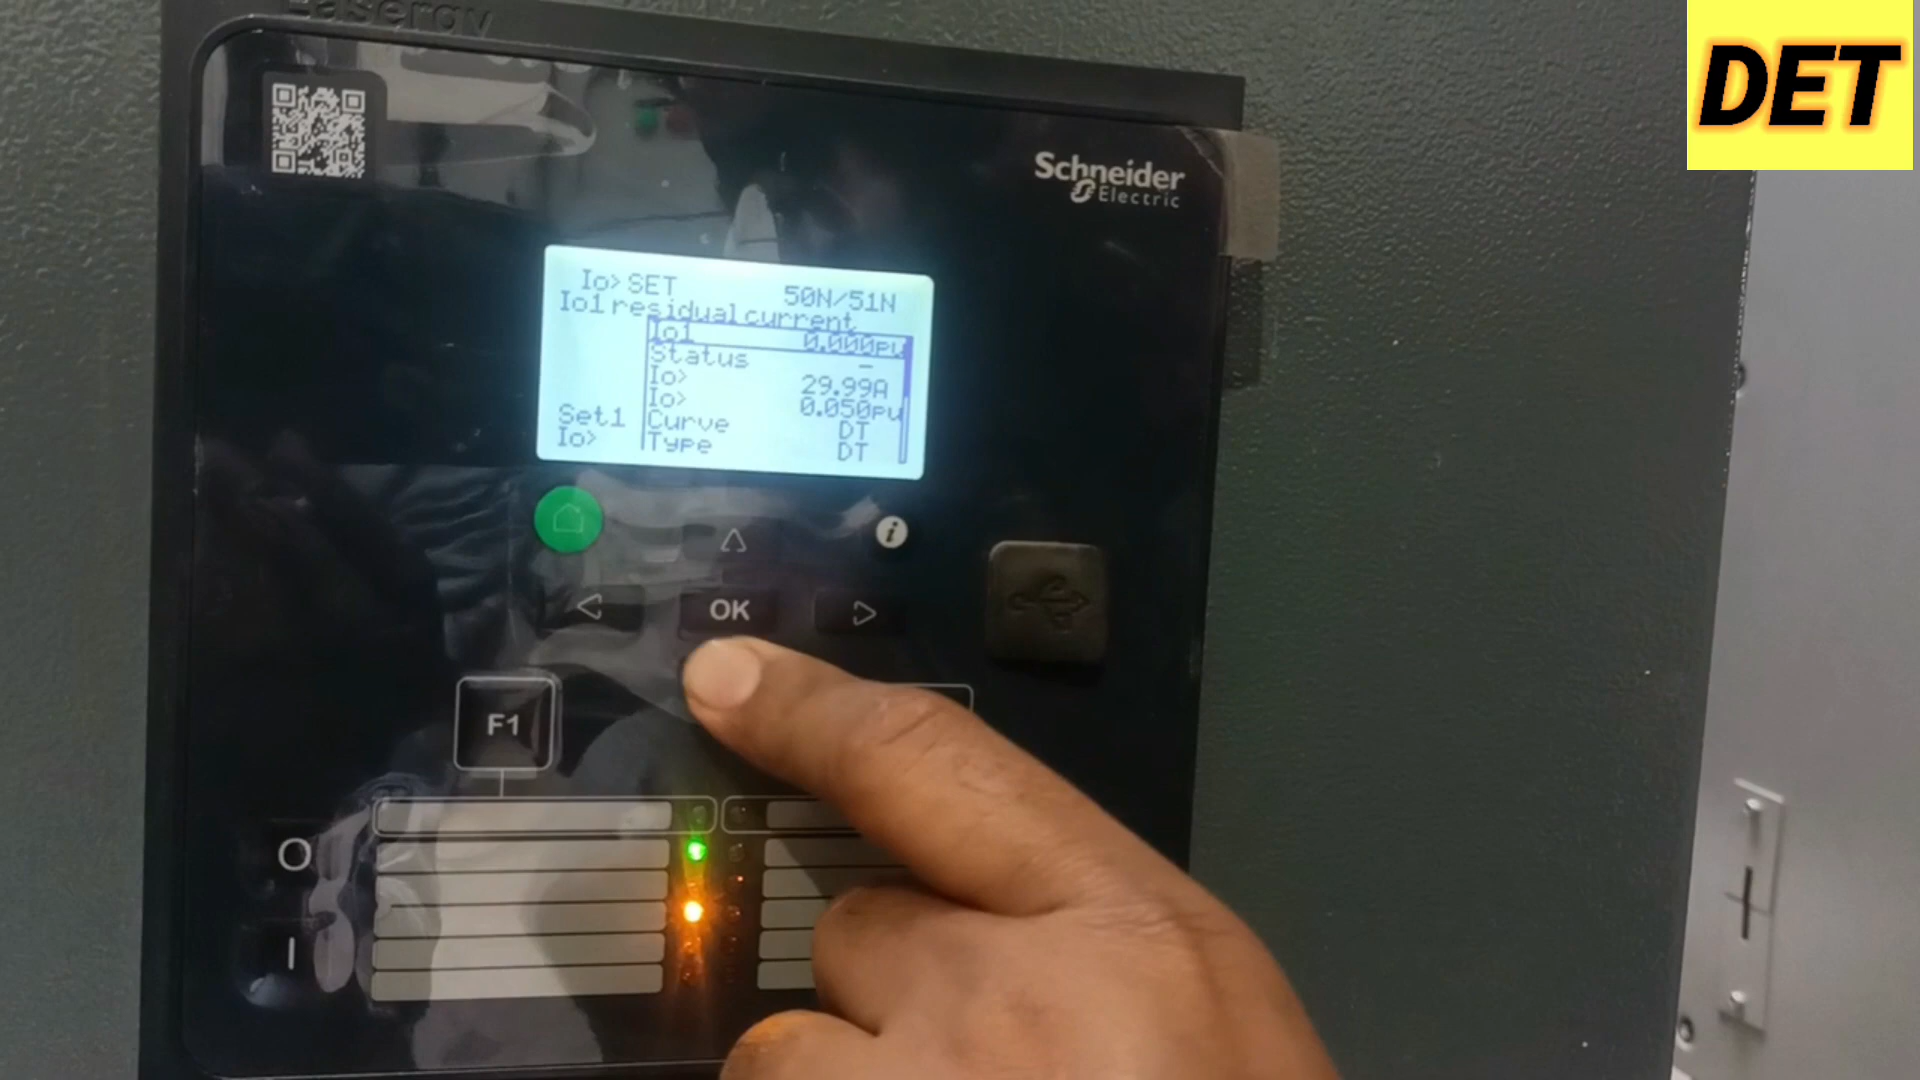 Easergy
DET
Schneider
Electric
Io> SET 50N/51N
Io1 residual current
Io1 0.000pu
Status -
Io> 29.99A
Io> 0.050pu
Set1 Curve DT
Io> Type DT
i
OK
F1
O
I